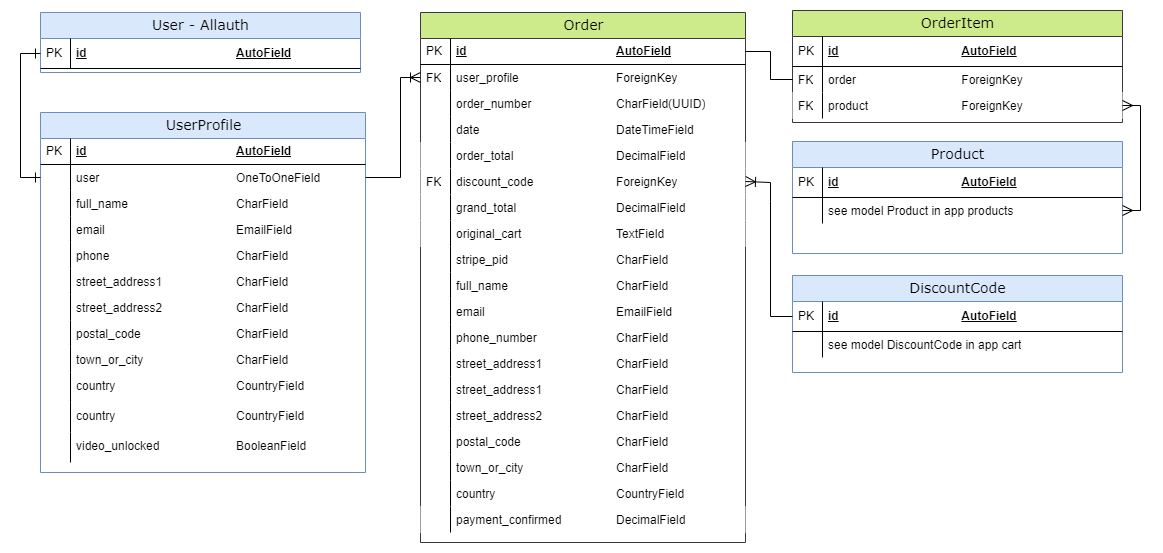 User - Allauth
PK id AutoField
UserProfile
PK id AutoField
user OneToOneField
full_name CharField
email EmailField
phone CharField
street_address1 CharField
street_address2 CharField
postal_code CharField
town_or_city CharField
country CountryField
country CountryField
video_unlocked BooleanField
Order
PK id AutoField
FK user_profile ForeignKey
order_number CharField(UUID)
date DateTimeField
order_total DecimalField
FK discount_code ForeignKey
grand_total DecimalField
original_cart TextField
stripe_pid CharField
full_name CharField
email EmailField
phone_number CharField
street_address1 CharField
street_address1 CharField
street_address2 CharField
postal_code CharField
town_or_city CharField
country CountryField
payment_confirmed DecimalField
OrderItem
PK id AutoField
FK order ForeignKey
FK product ForeignKey
Product
PK id AutoField
see model Product in app products
DiscountCode
PK id AutoField
see model DiscountCode in app cart